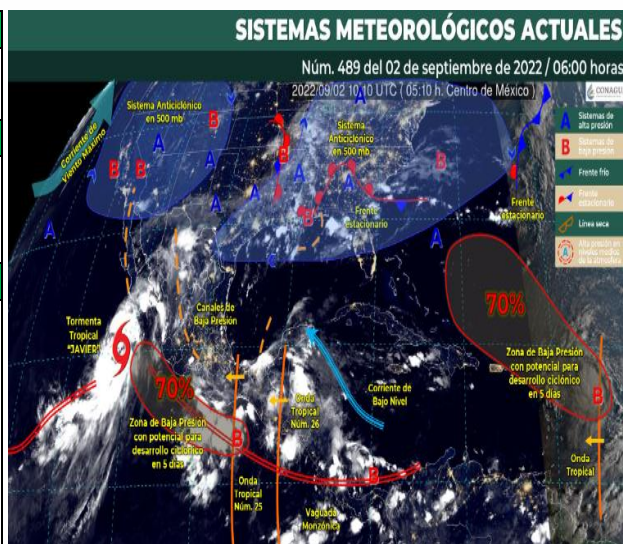 SISTEMAS METEOROLÓGICOS ACTUALES
Núm. 489 del 02 de septiembre de 2022 / 06:00 horas
2022/09/02 10:10 UTC ( 05:10 h. Centro de México )
CONAGUA
Corriente de
Viento Máximo
Sistema Anticiclónico
en 500 mb
B
A
B
B
A
A
A
A
B
Sistema
Anticiclónico
en 500 mb
A
A
A
B
B
A
Frente
estacionario
Frente
estacionario
A
Sistemas de
alta presión
B
Sistemas de
baja presión
Frente frío
Frente
estacionario
Línea seca
A
Alta presión en
niveles medios
de la atmósfera
Tormenta
Tropical
"JAVIER"
Canales de
Baja Presión
70%
Zona de Baja Presión
con potencial para
desarrollo ciclónico
en 5 días
B
Onda
Tropical
Núm. 25
Onda
Tropical
Núm. 26
Corriente de
Bajo Nivel
B
Vaguada
Monzónica
70%
Zona de Baja Presión
con potencial para
desarrollo ciclónico
en 5 días
B
Onda
Tropical